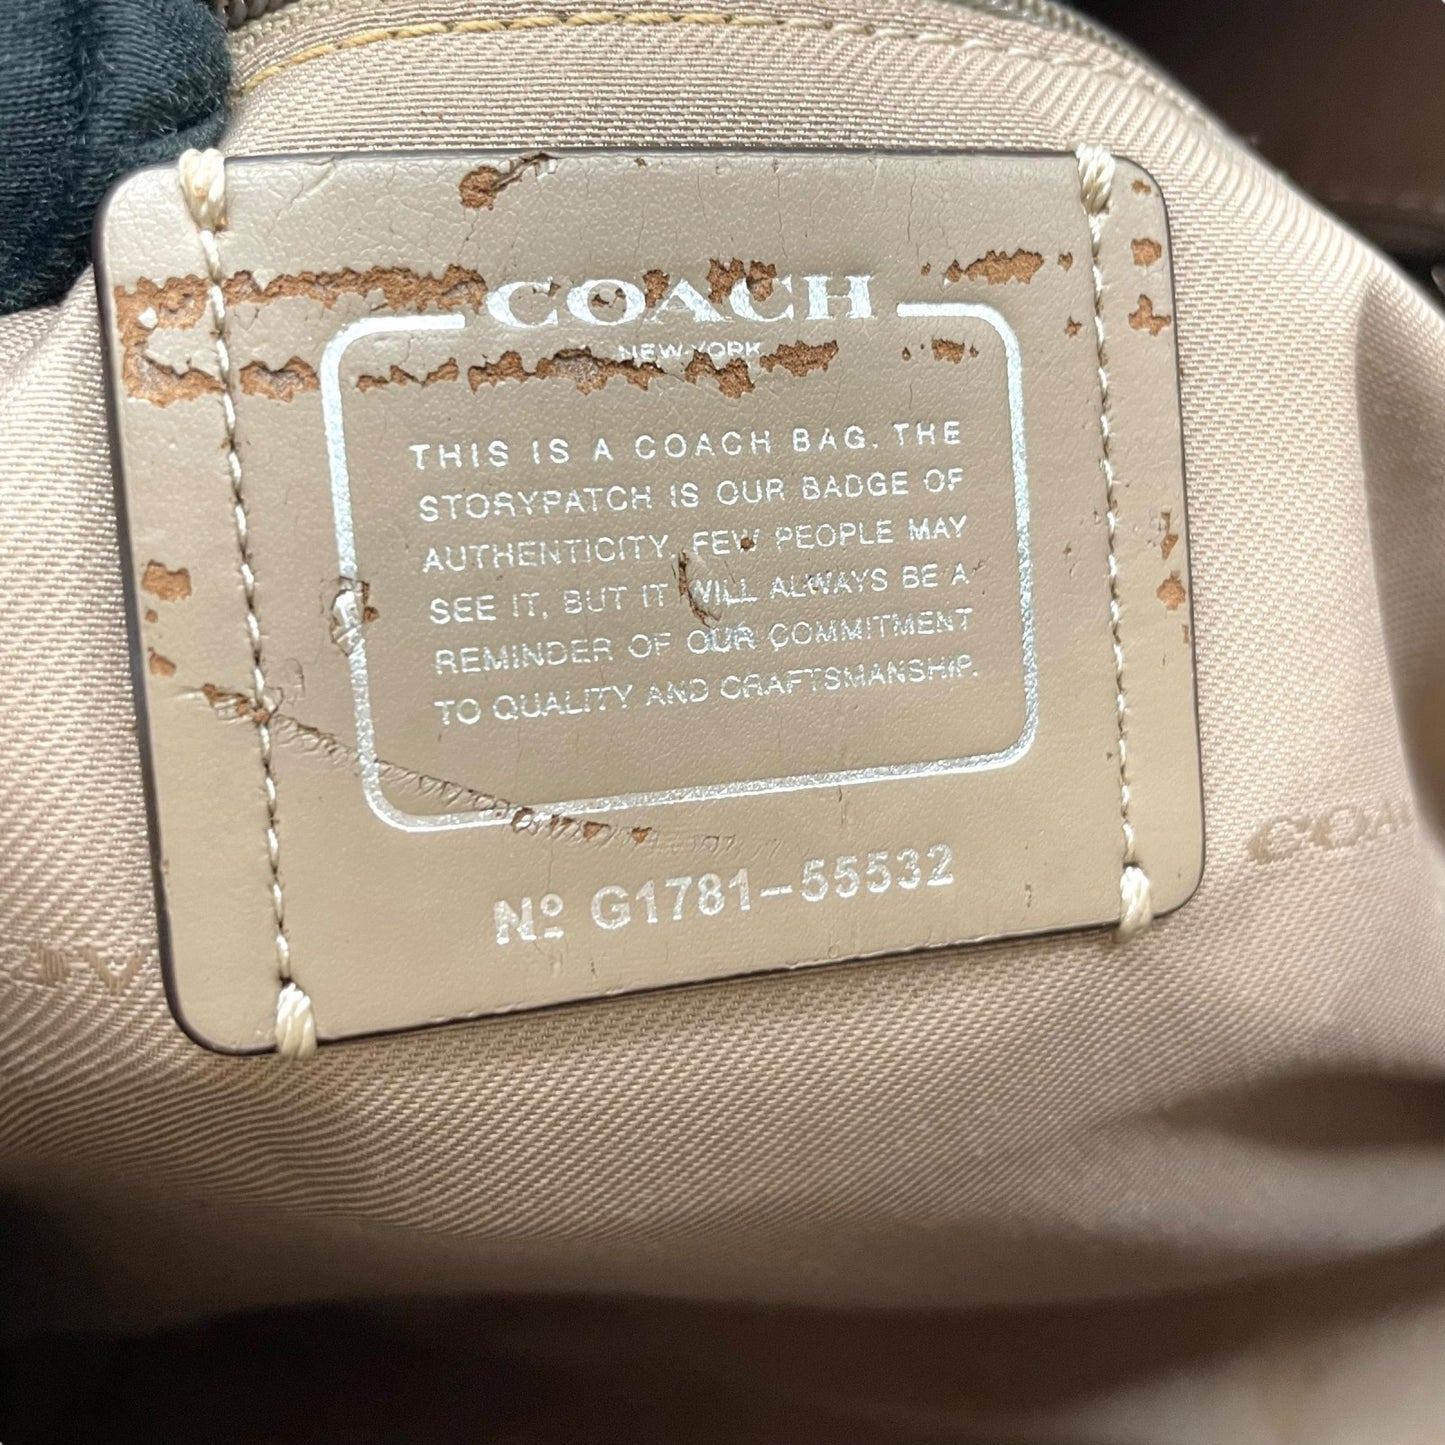 COACH
NEW YORK
THIS IS A COACH BAG. THE
STORYPATCH IS OUR BADGE OF
AUTHENTICITY. FEW PEOPLE MAY
SEE IT, BUT IT WILL ALWAYS BE A
REMINDER OF OUR COMMITMENT
TO QUALITY AND CRAFTSMANSHIP.
Nº G1781-55532
COA